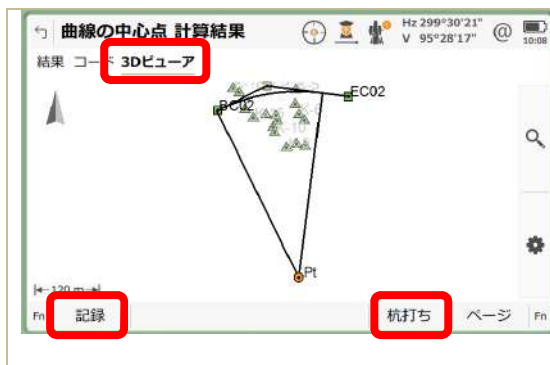 曲線の中心点 計算結果
Hz 299°30'21"
V 95°28'17"
@
10:08
結果 コード 3Dビューア
BC02
EC02
Pt
120 m
Fn 記録 杭打ち ページ Fn